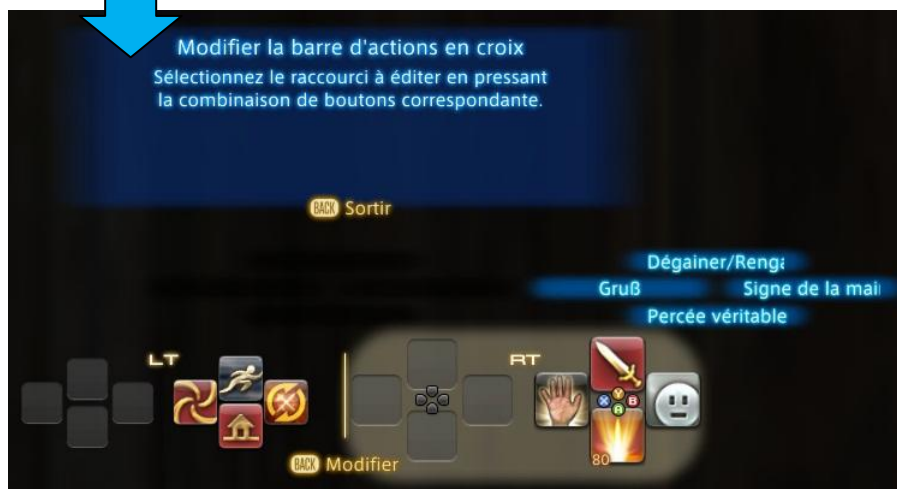 Modifier la barre d'actions en croix
Sélectionnez le raccourci à éditer en pressant
la combinaison de boutons correspondante.
BACK Sortir
Dégainer/Renga
Gruß Signe de la mai
Percée véritable
LT RT
X Y B A
80
BACK Modifier